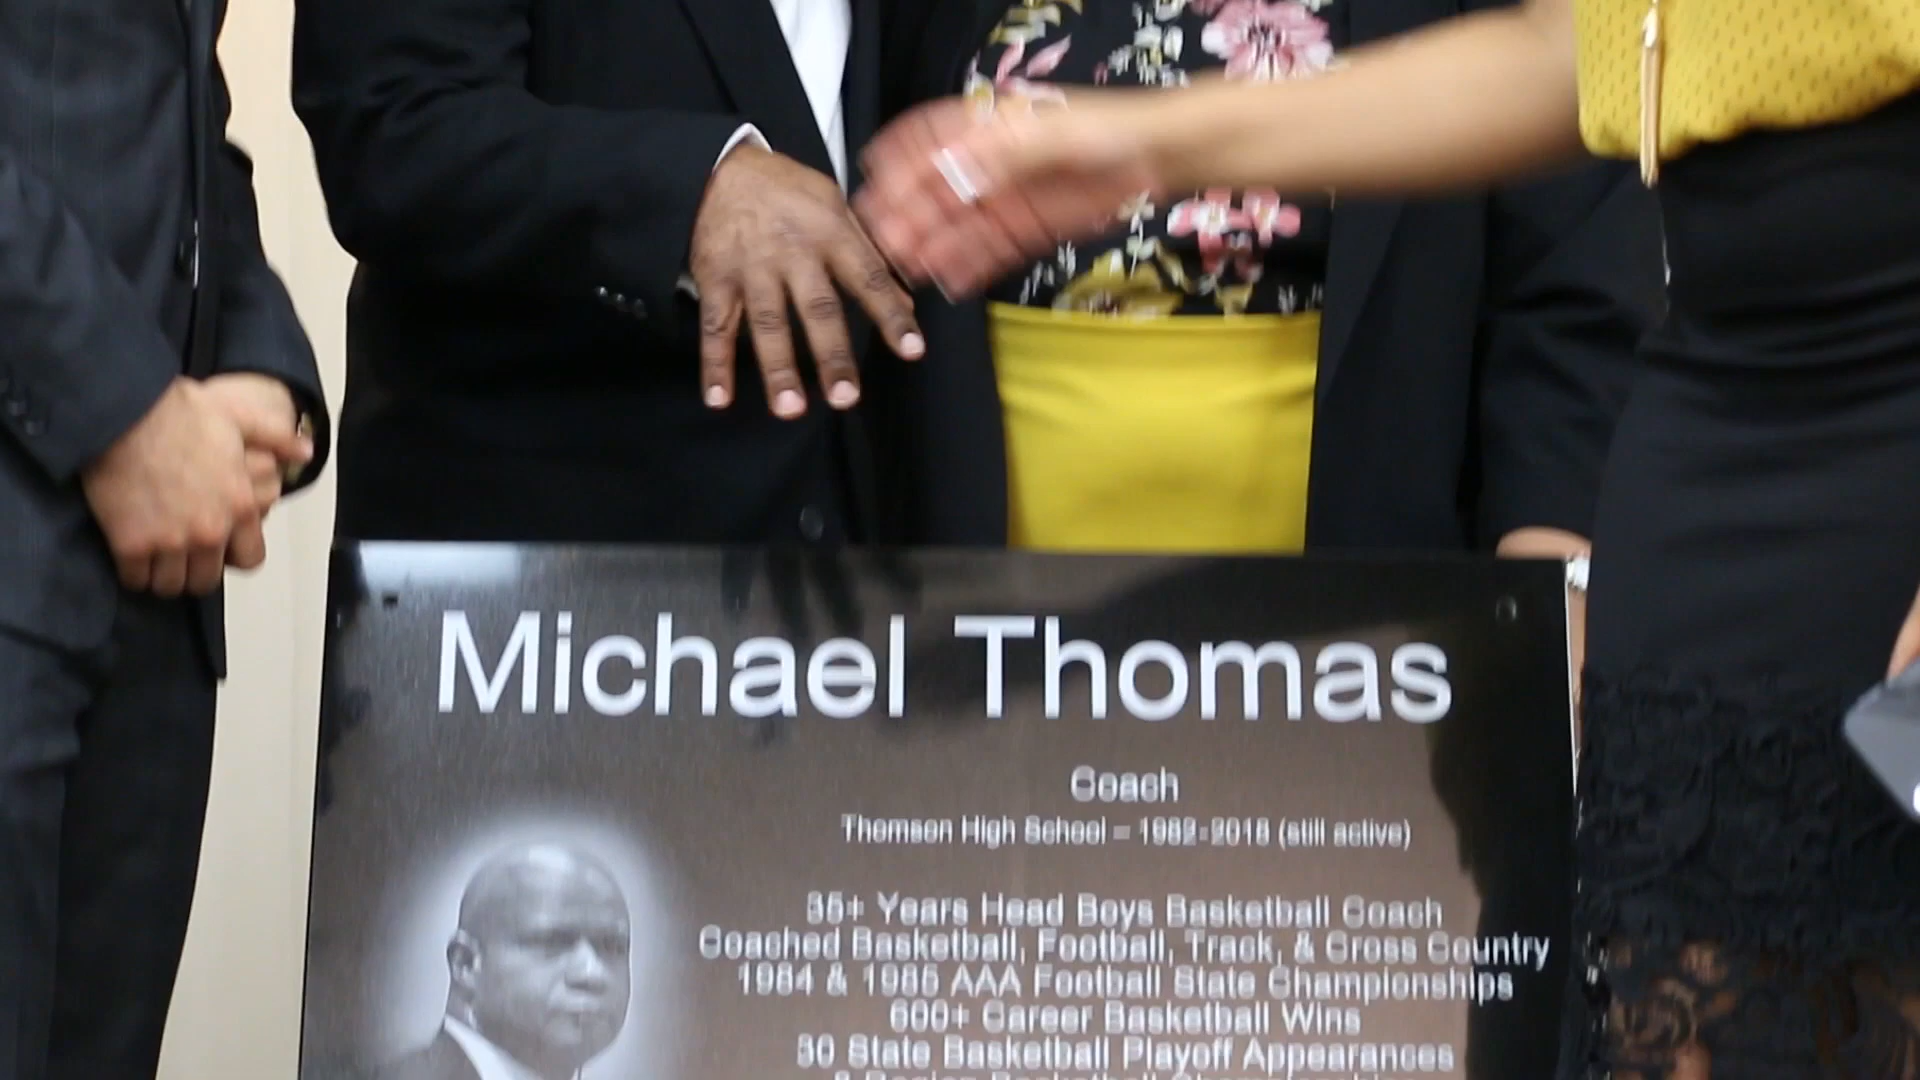 Michael Thomas
Coach
Thomson High School – 1982-2018 (still active)
35+ Years Head Boys Basketball Coach
Coached Basketball, Football, Track, & Cross Country
1984 & 1985 AAA Football State Championships
600+ Career Basketball Wins
30 State Basketball Playoff Appearances